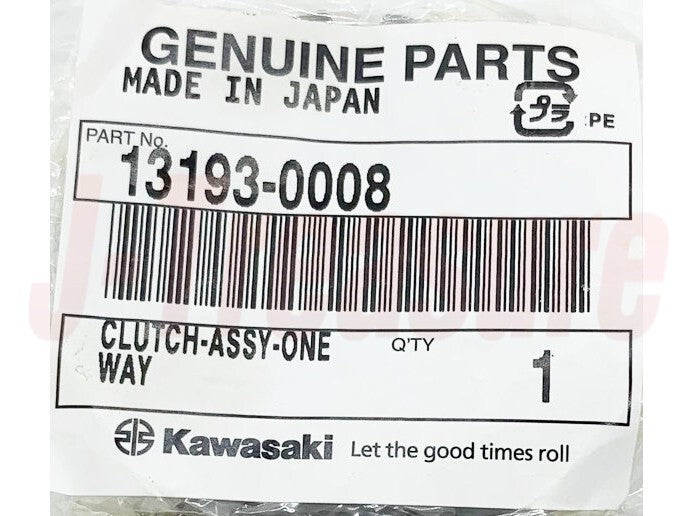 GENUINE PARTS
MADE IN JAPAN
プラ
:PE
PART No.
13193-0008
CLUTCH-ASSY-ONE WAY
Q'TY
1
Kawasaki Let the good times roll
J-Treasure